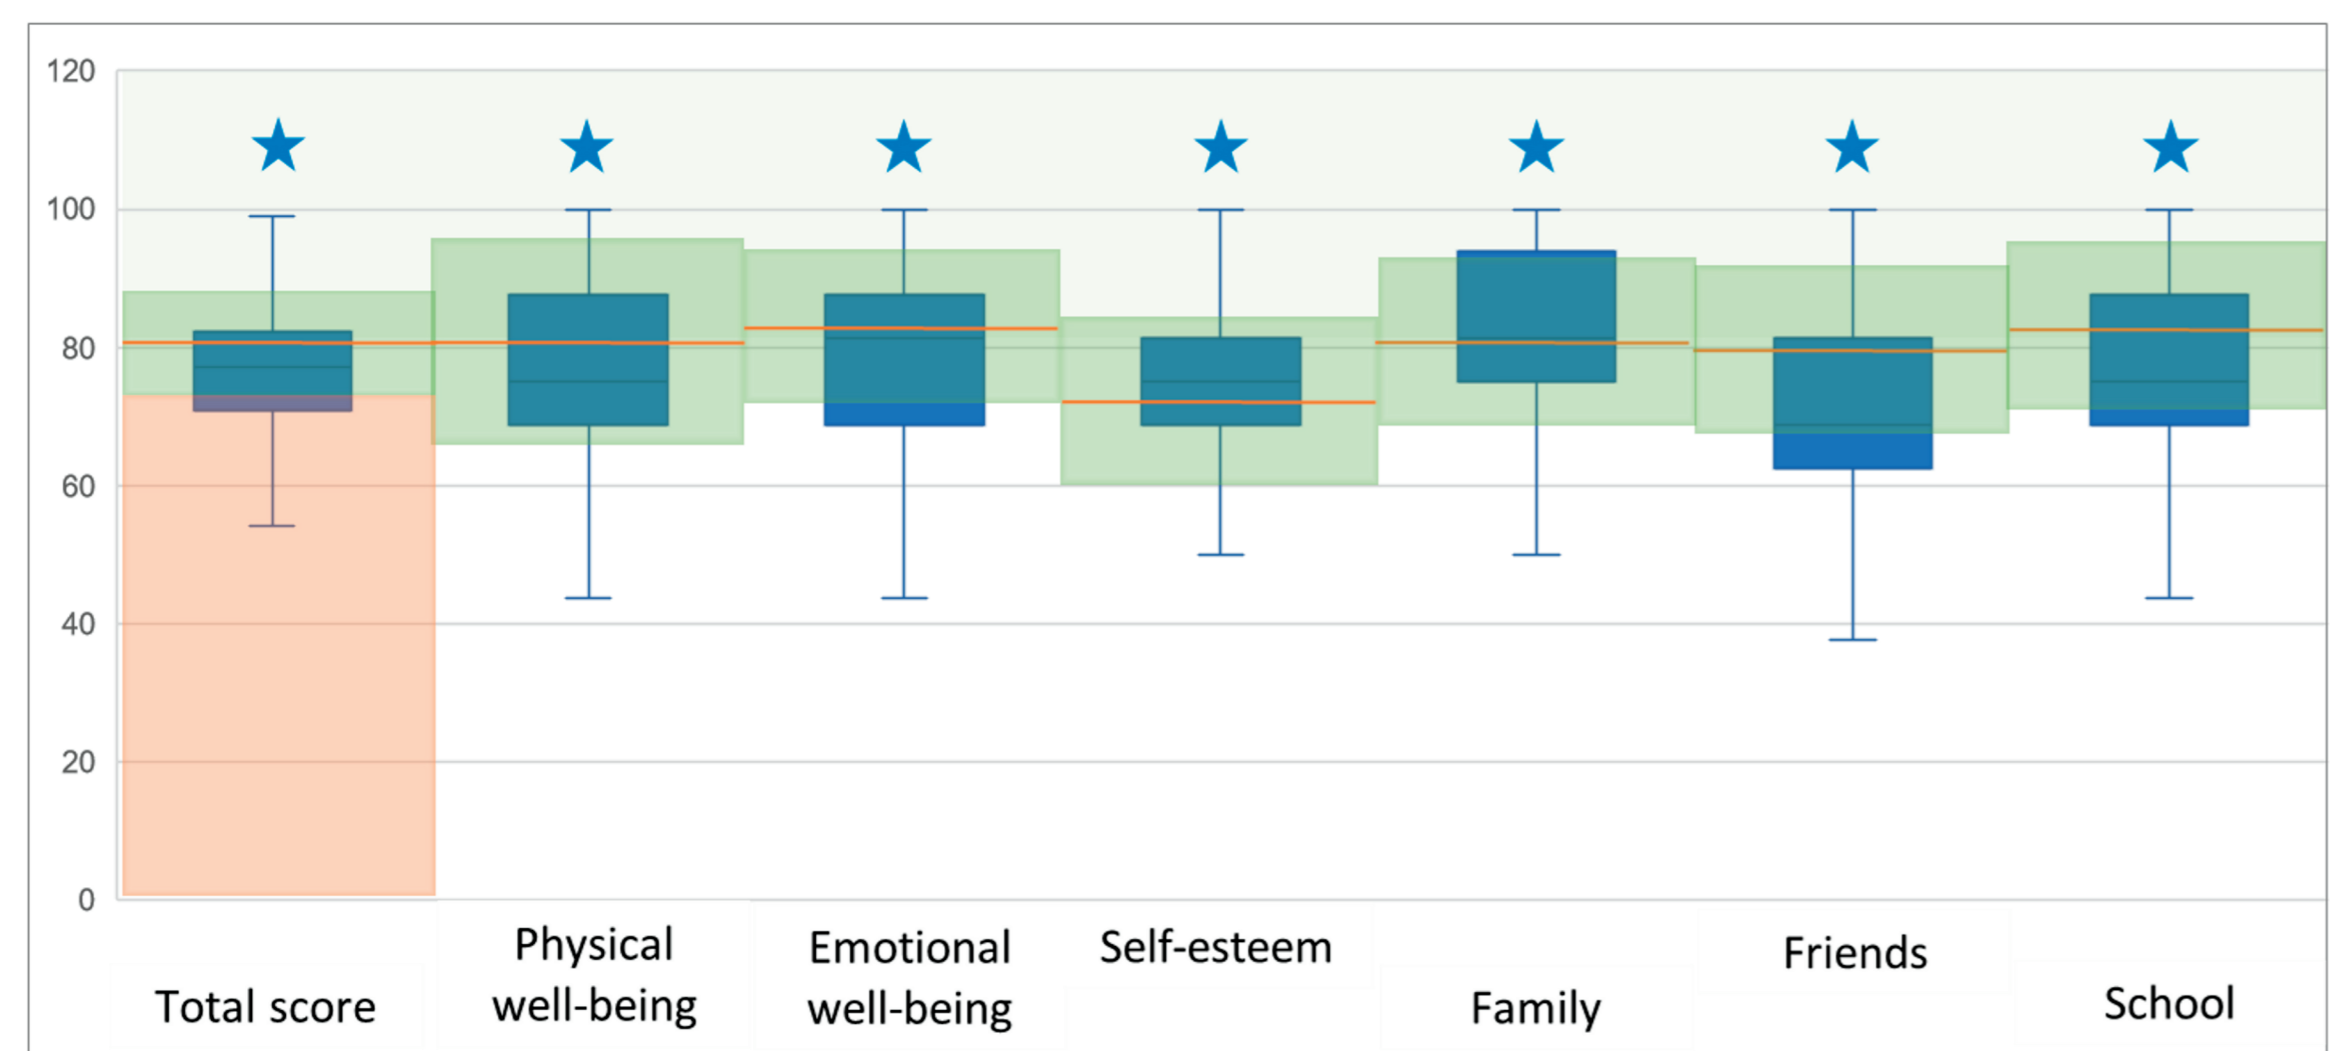 120
100
80
60
40
20
0
Total score
Physical
well-being
Emotional
well-being
Self-esteem
Family
Friends
School